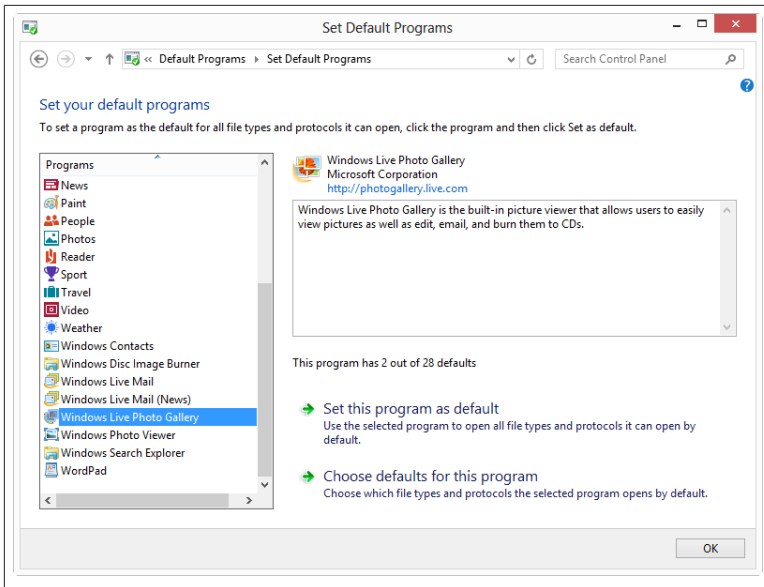 Set Default Programs
« Default Programs Set Default Programs
Search Control Panel
Set your default programs
To set a program as the default for all file types and protocols it can open, click the program and then click Set as default.
Programs
News
Paint
People
Photos
Reader
Sport
Travel
Video
Weather
Windows Contacts
Windows Disc Image Burner
Windows Live Mail
Windows Live Mail (News)
Windows Live Photo Gallery
Windows Photo Viewer
Windows Search Explorer
WordPad
Windows Live Photo Gallery
Microsoft Corporation
http://photogallery.live.com
Windows Live Photo Gallery is the built-in picture viewer that allows users to easily
view pictures as well as edit, email, and burn them to CDs.
This program has 2 out of 28 defaults
Set this program as default
Use the selected program to open all file types and protocols it can open by
default.
Choose defaults for this program
Choose which file types and protocols the selected program opens by default.
OK